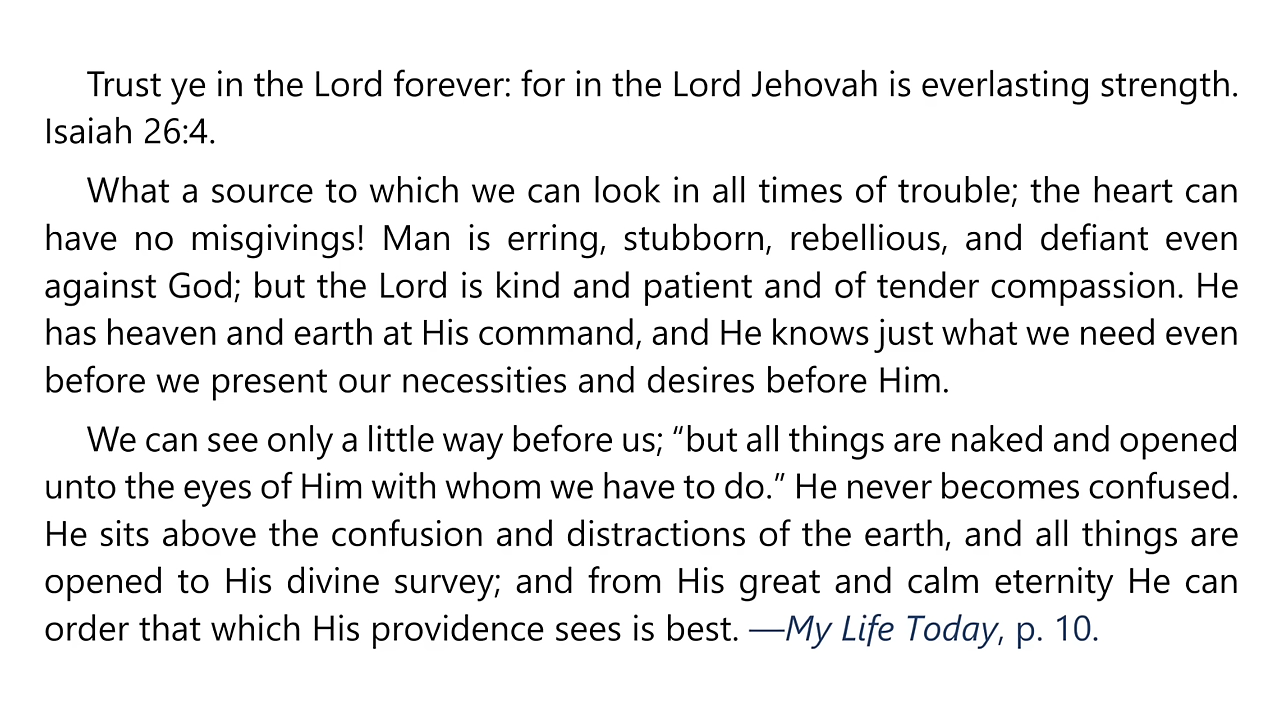 Trust ye in the Lord forever: for in the Lord Jehovah is everlasting strength.
Isaiah 26:4.
What a source to which we can look in all times of trouble; the heart can
have no misgivings! Man is erring, stubborn, rebellious, and defiant even
against God; but the Lord is kind and patient and of tender compassion. He
has heaven and earth at His command, and He knows just what we need even
before we present our necessities and desires before Him.
We can see only a little way before us; “but all things are naked and opened
unto the eyes of Him with whom we have to do.” He never becomes confused.
He sits above the confusion and distractions of the earth, and all things are
opened to His divine survey; and from His great and calm eternity He can
order that which His providence sees is best. —My Life Today, p. 10.